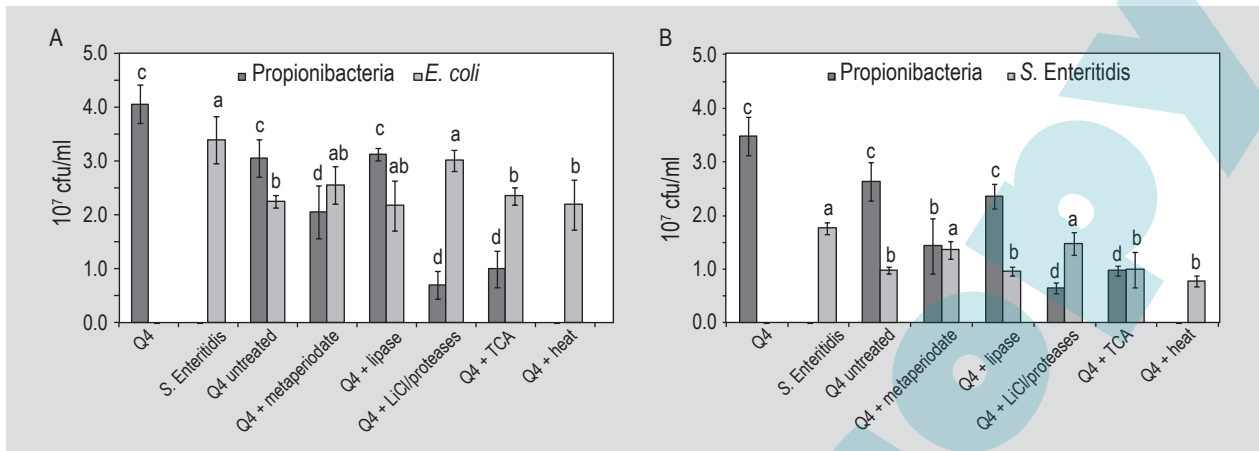 A
5.0
4.0
3.0
2.0
1.0
0.0
10⁷ cfu/ml
Propionibacteria E. coli
c
a
c
b
d
ab
c
ab
d
a
d
b
b
Q4
S. Enteritidis
Q4 untreated
Q4 + metaperiodate
Q4 + lipase
Q4 + LiCl/proteases
Q4 + TCA
Q4 + heat
B
5.0
4.0
3.0
2.0
1.0
0.0
10⁷ cfu/ml
Propionibacteria S. Enteritidis
c
a
c
b
b
a
c
b
d
a
d
b
b
Q4
S. Enteritidis
Q4 untreated
Q4 + metaperiodate
Q4 + lipase
Q4 + LiCl/proteases
Q4 + TCA
Q4 + heat